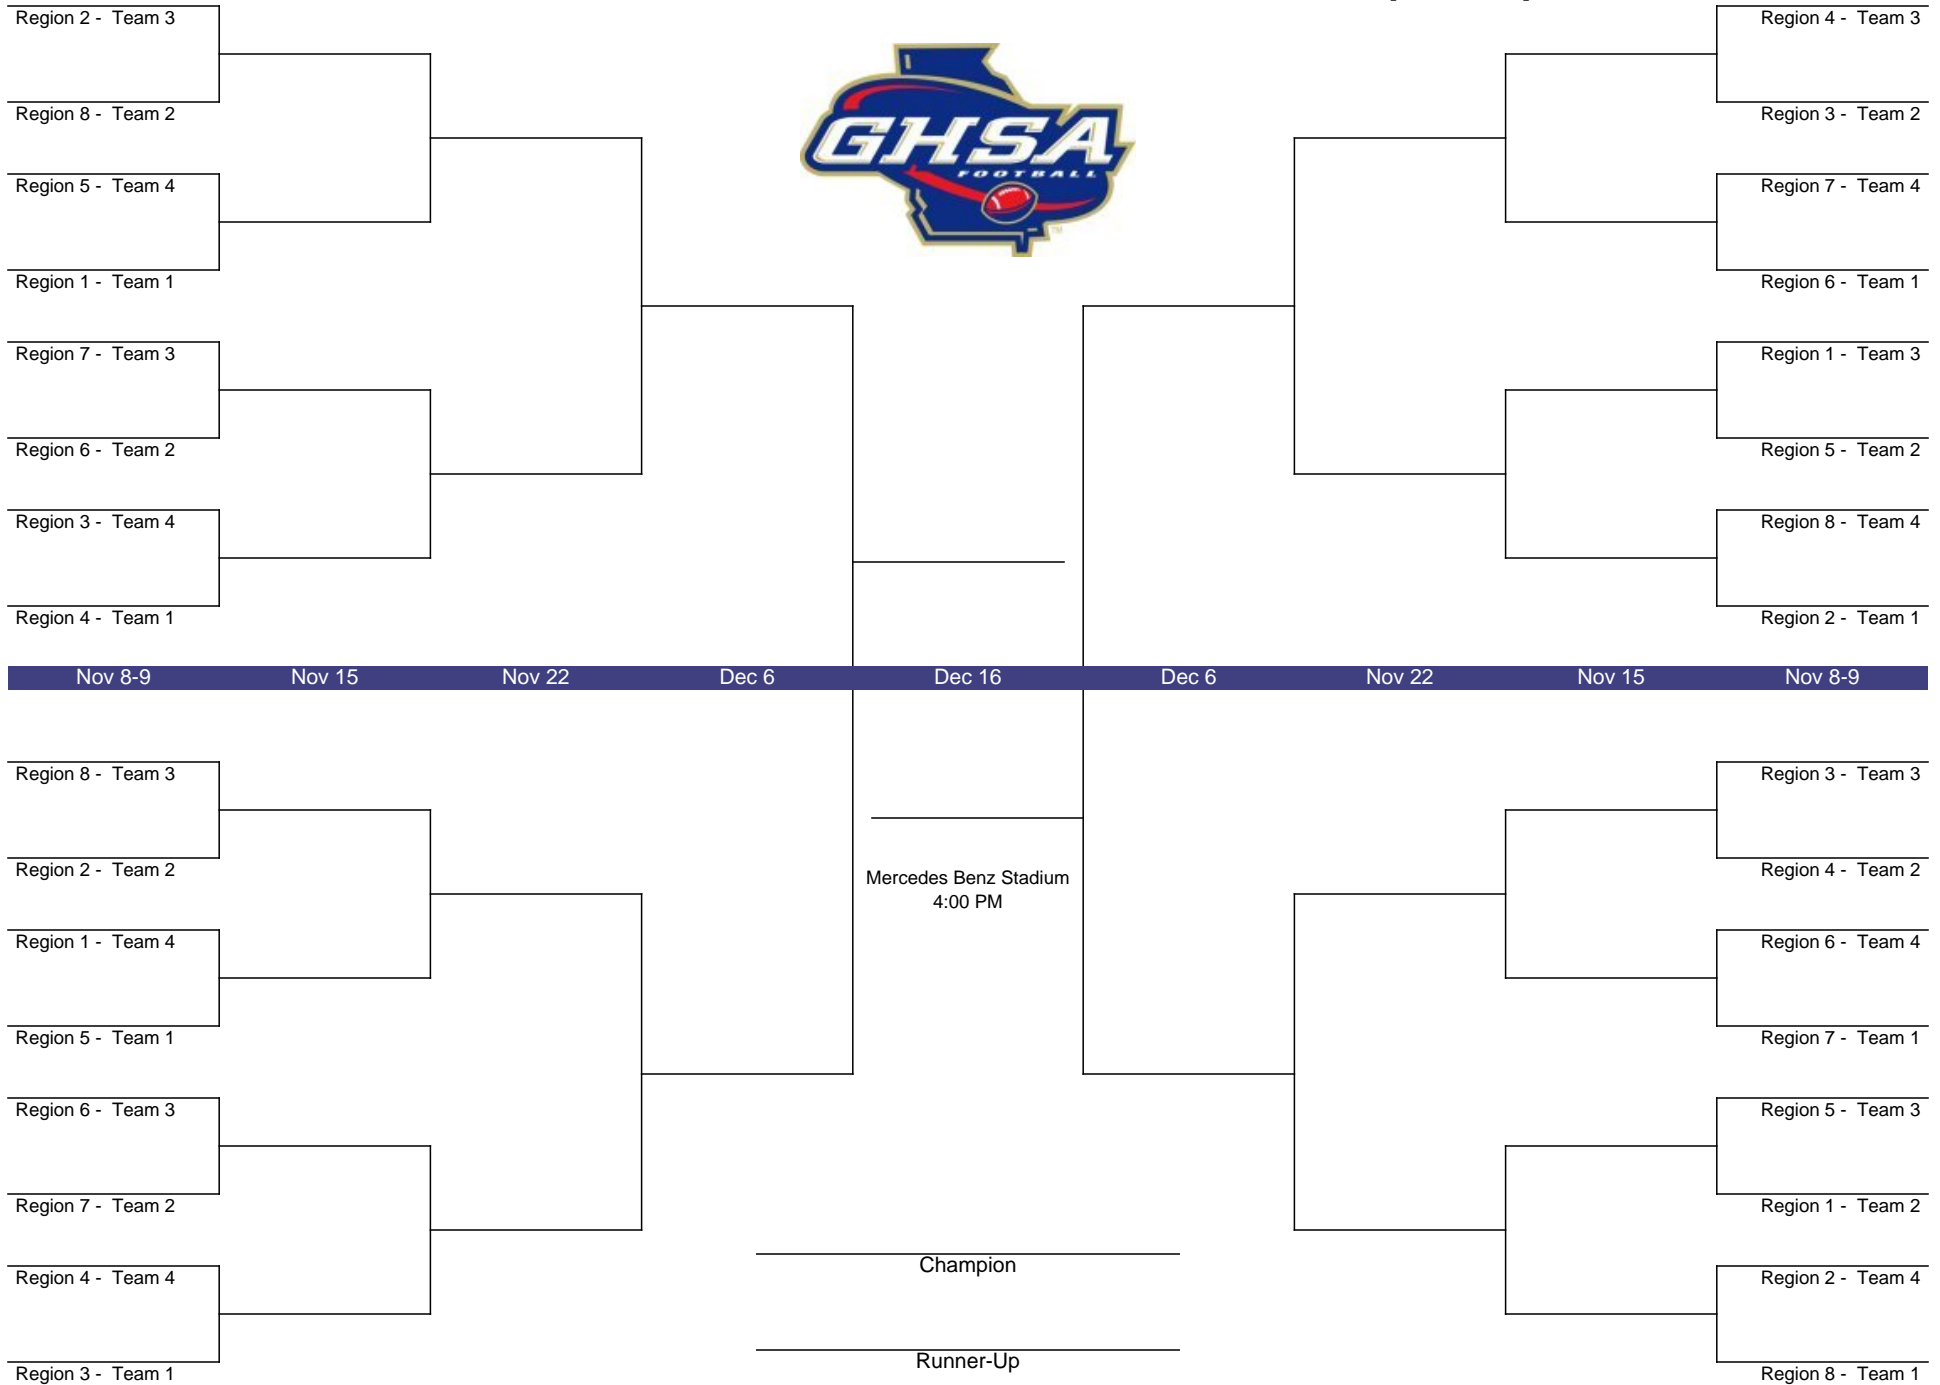 Region 2 - Team 3
Region 8 - Team 2
Region 5 - Team 4
Region 1 - Team 1
Region 7 - Team 3
Region 6 - Team 2
Region 3 - Team 4
Region 4 - Team 1
GHSA
FOOTBALL
TM
Region 4 - Team 3
Region 3 - Team 2
Region 7 - Team 4
Region 6 - Team 1
Region 1 - Team 3
Region 5 - Team 2
Region 8 - Team 4
Region 2 - Team 1
Nov 8-9 Nov 15 Nov 22 Dec 6 Dec 16 Dec 6 Nov 22 Nov 15 Nov 8-9
Region 8 - Team 3
Region 2 - Team 2
Region 1 - Team 4
Region 5 - Team 1
Region 6 - Team 3
Region 7 - Team 2
Region 4 - Team 4
Region 3 - Team 1
Mercedes Benz Stadium
4:00 PM
Champion
Runner-Up
Region 3 - Team 3
Region 4 - Team 2
Region 6 - Team 4
Region 7 - Team 1
Region 5 - Team 3
Region 1 - Team 2
Region 2 - Team 4
Region 8 - Team 1